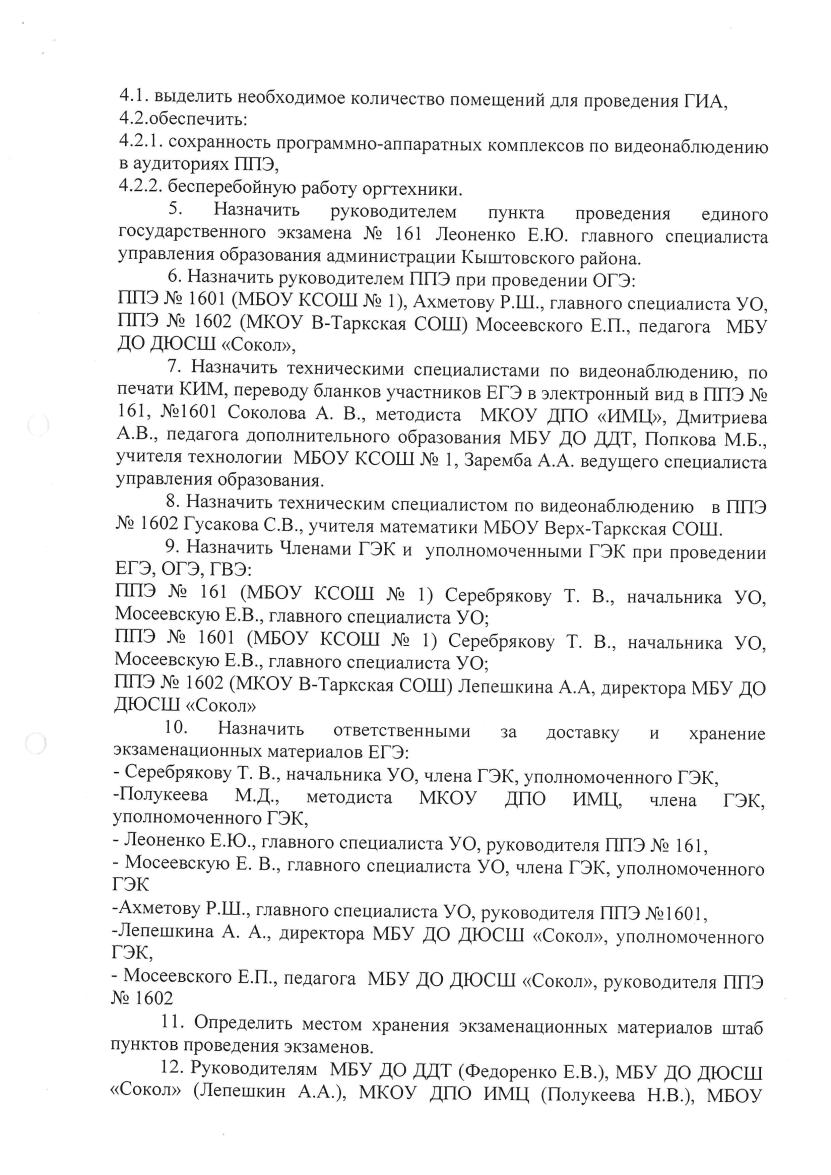 4.1. выделить необходимое количество помещений для проведения ГИА,
4.2.обеспечить:
4.2.1. сохранность программно-аппаратных комплексов по видеонаблюдению
в аудиториях ППЭ,
4.2.2. бесперебойную работу оргтехники.
5. Назначить руководителем пункта проведения единого
государственного экзамена № 161 Леоненко Е.Ю. главного специалиста
управления образования администрации Кыштовского района.
6. Назначить руководителем ППЭ при проведении ОГЭ:
ППЭ № 1601 (МБОУ КСОШ № 1), Ахметову Р.Ш., главного специалиста УО,
ППЭ № 1602 (МКОУ В-Таркская СОШ) Мосеевского Е.П., педагога МБУ
ДО ДЮСШ «Сокол»,
7. Назначить техническими специалистами по видеонаблюдению, по
печати КИМ, переводу бланков участников ЕГЭ в электронный вид в ППЭ №
161, №1601 Соколова А. В., методиста МКОУ ДПО «ИМЦ», Дмитриева
А.В., педагога дополнительного образования МБУ ДО ДДТ, Попкова М.Б.,
учителя технологии МБОУ КСОШ № 1, Заремба А.А. ведущего специалиста
управления образования.
8. Назначить техническим специалистом по видеонаблюдению в ППЭ
№ 1602 Гусакова С.В., учителя математики МБОУ Верх-Таркская СОШ.
9. Назначить Членами ГЭК и уполномоченными ГЭК при проведении
ЕГЭ, ОГЭ, ГВЭ:
ППЭ № 161 (МБОУ КСОШ № 1) Серебрякову Т. В., начальника УО,
Мосеевскую Е.В., главного специалиста УО;
ППЭ № 1601 (МБОУ КСОШ № 1) Серебрякову Т. В., начальника УО,
Мосеевскую Е.В., главного специалиста УО;
ППЭ № 1602 (МКОУ В-Таркская СОШ) Лепешкина А.А, директора МБУ ДО
ДЮСШ «Сокол»
10. Назначить ответственными за доставку и хранение
экзаменационных материалов ЕГЭ:
- Серебрякову Т. В., начальника УО, члена ГЭК, уполномоченного ГЭК,
-Полукеева М.Д., методиста МКОУ ДПО ИМЦ, члена ГЭК,
уполномоченного ГЭК,
- Леоненко Е.Ю., главного специалиста УО, руководителя ППЭ № 161,
- Мосеевскую Е. В., главного специалиста УО, члена ГЭК, уполномоченного
ГЭК
-Ахметову Р.Ш., главного специалиста УО, руководителя ППЭ №1601,
-Лепешкина А. А., директора МБУ ДО ДЮСШ «Сокол», уполномоченного
ГЭК,
- Мосеевского Е.П., педагога МБУ ДО ДЮСШ «Сокол», руководителя ППЭ
№ 1602
11. Определить местом хранения экзаменационных материалов штаб
пунктов проведения экзаменов.
12. Руководителям МБУ ДО ДДТ (Федоренко Е.В.), МБУ ДО ДЮСШ
«Сокол» (Лепешкин А.А.), МКОУ ДПО ИМЦ (Полукеева Н.В.), МБОУ